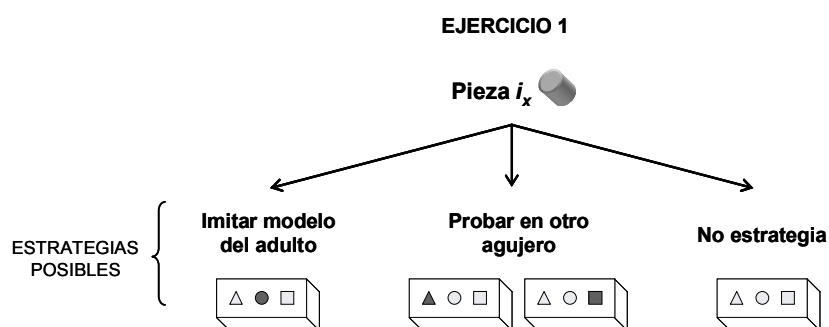 EJERCICIO 1
Pieza ix
ESTRATEGIAS
POSIBLES
Imitar modelo
del adulto
Probar en otro
agujero
No estrategia